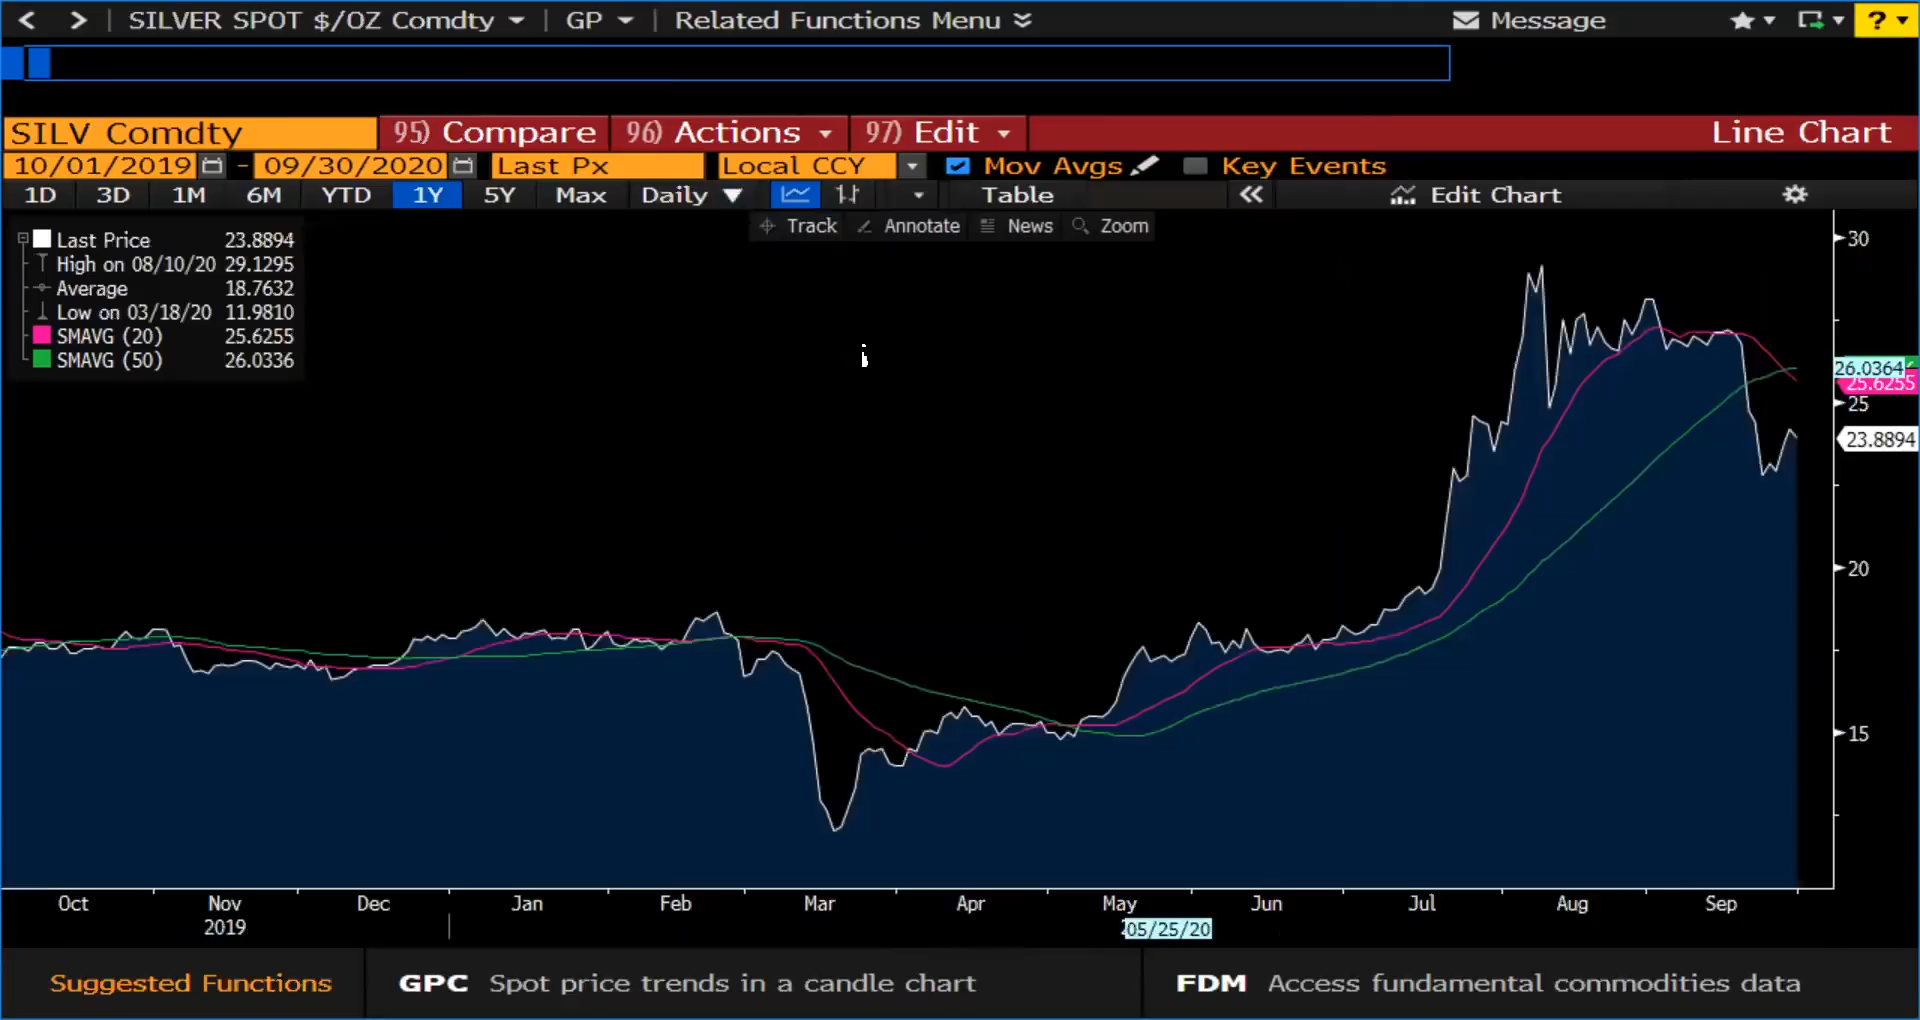 SILVER SPOT $/OZ Comdty GP Related Functions Menu Message ?
SILV Comdty 95) Compare 96) Actions 97) Edit Line Chart
10/01/2019 - 09/30/2020 Last Px Local CCY Mov Avgs Key Events
1D 3D 1M 6M YTD 1Y 5Y Max Daily Table Edit Chart
Track Annotate News Zoom
Last Price 23.8894
High on 08/10/20 29.1295
Average 18.7632
Low on 03/18/20 11.9810
SMAVG (20) 25.6255
SMAVG (50) 26.0336
30
26.0364
25.6255
25
23.8894
20
15
Oct Nov Dec Jan Feb Mar Apr May Jun Jul Aug Sep
2019 05/25/20
Suggested Functions GPC Spot price trends in a candle chart FDM Access fundamental commodities data